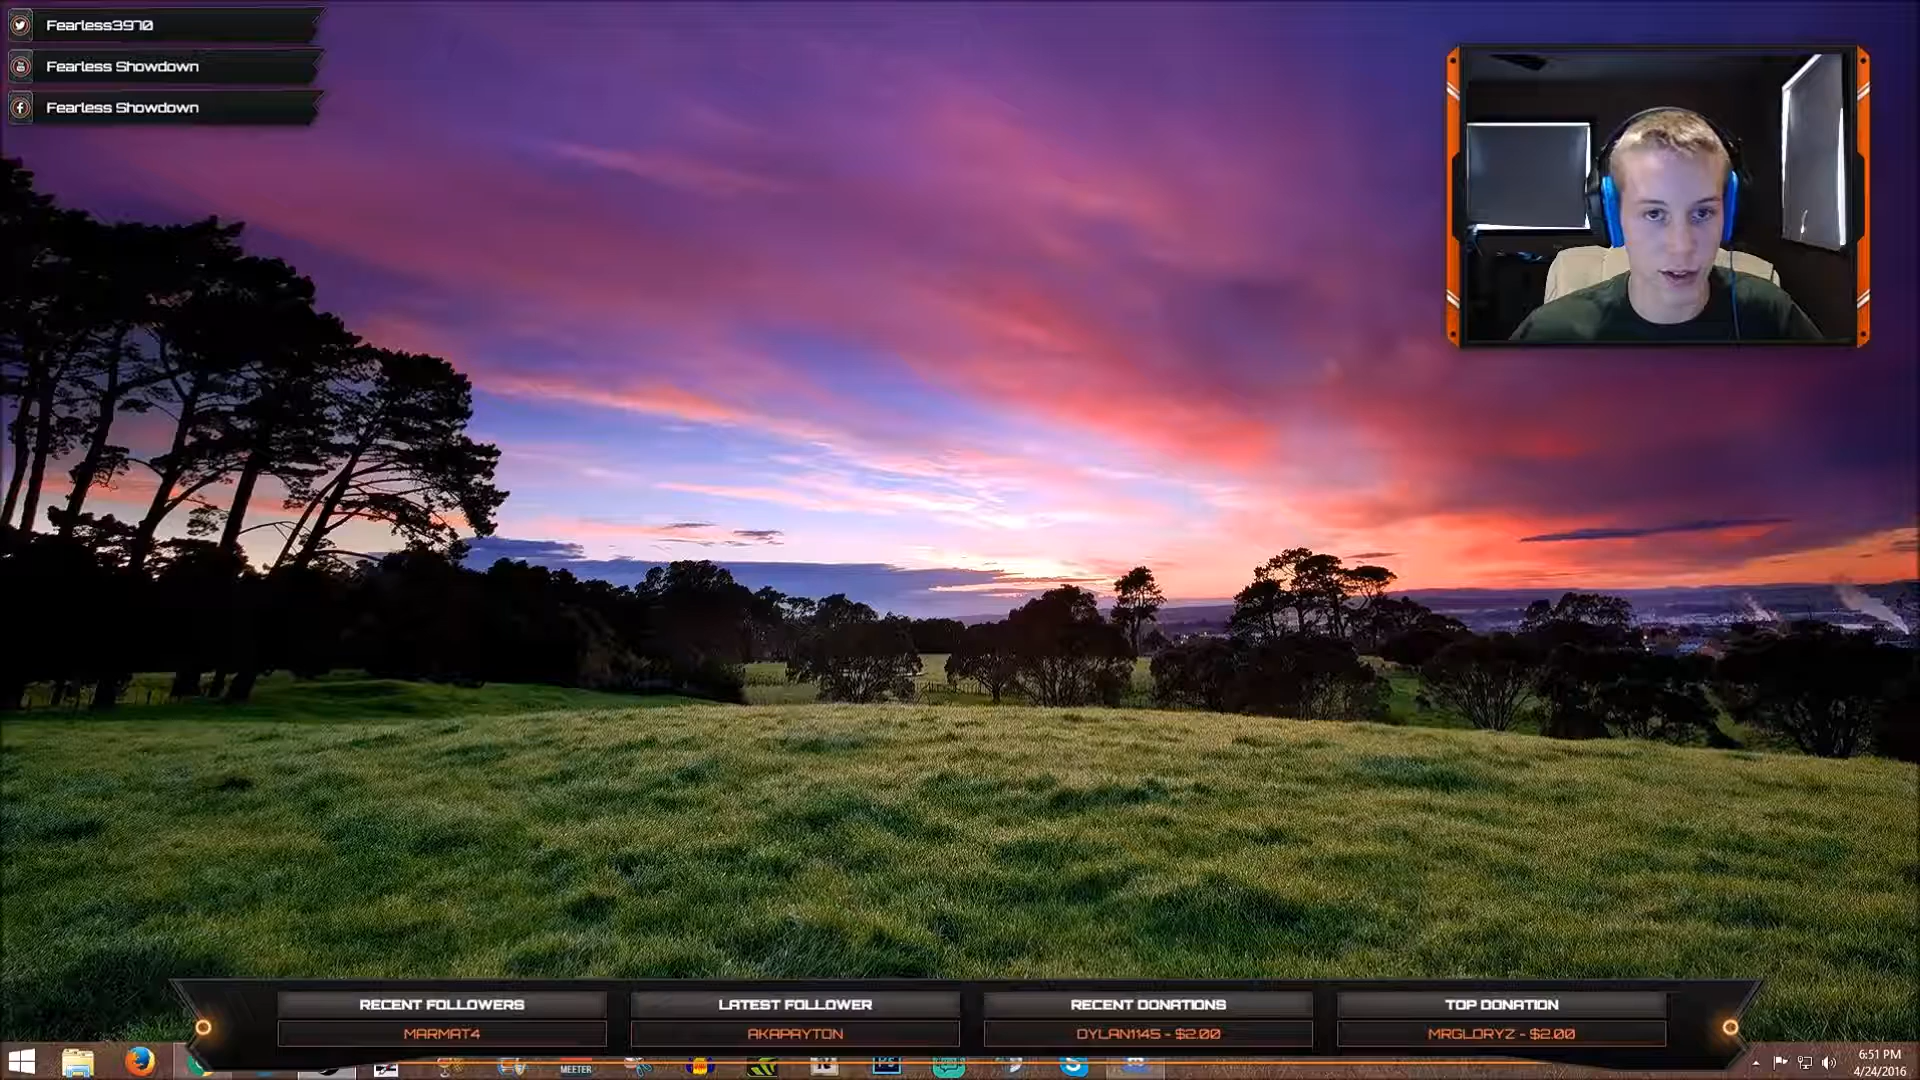 Fearless3970
Fearless Showdown
Fearless Showdown
RECENT FOLLOWERS
LATEST FOLLOWER
RECENT DONATIONS
TOP DONATION
MARMAT4
AKAPAYTON
DYLAN1145 - $2.00
MRGLORYZ - $2.00
MEETER
6:51 PM
4/24/2016